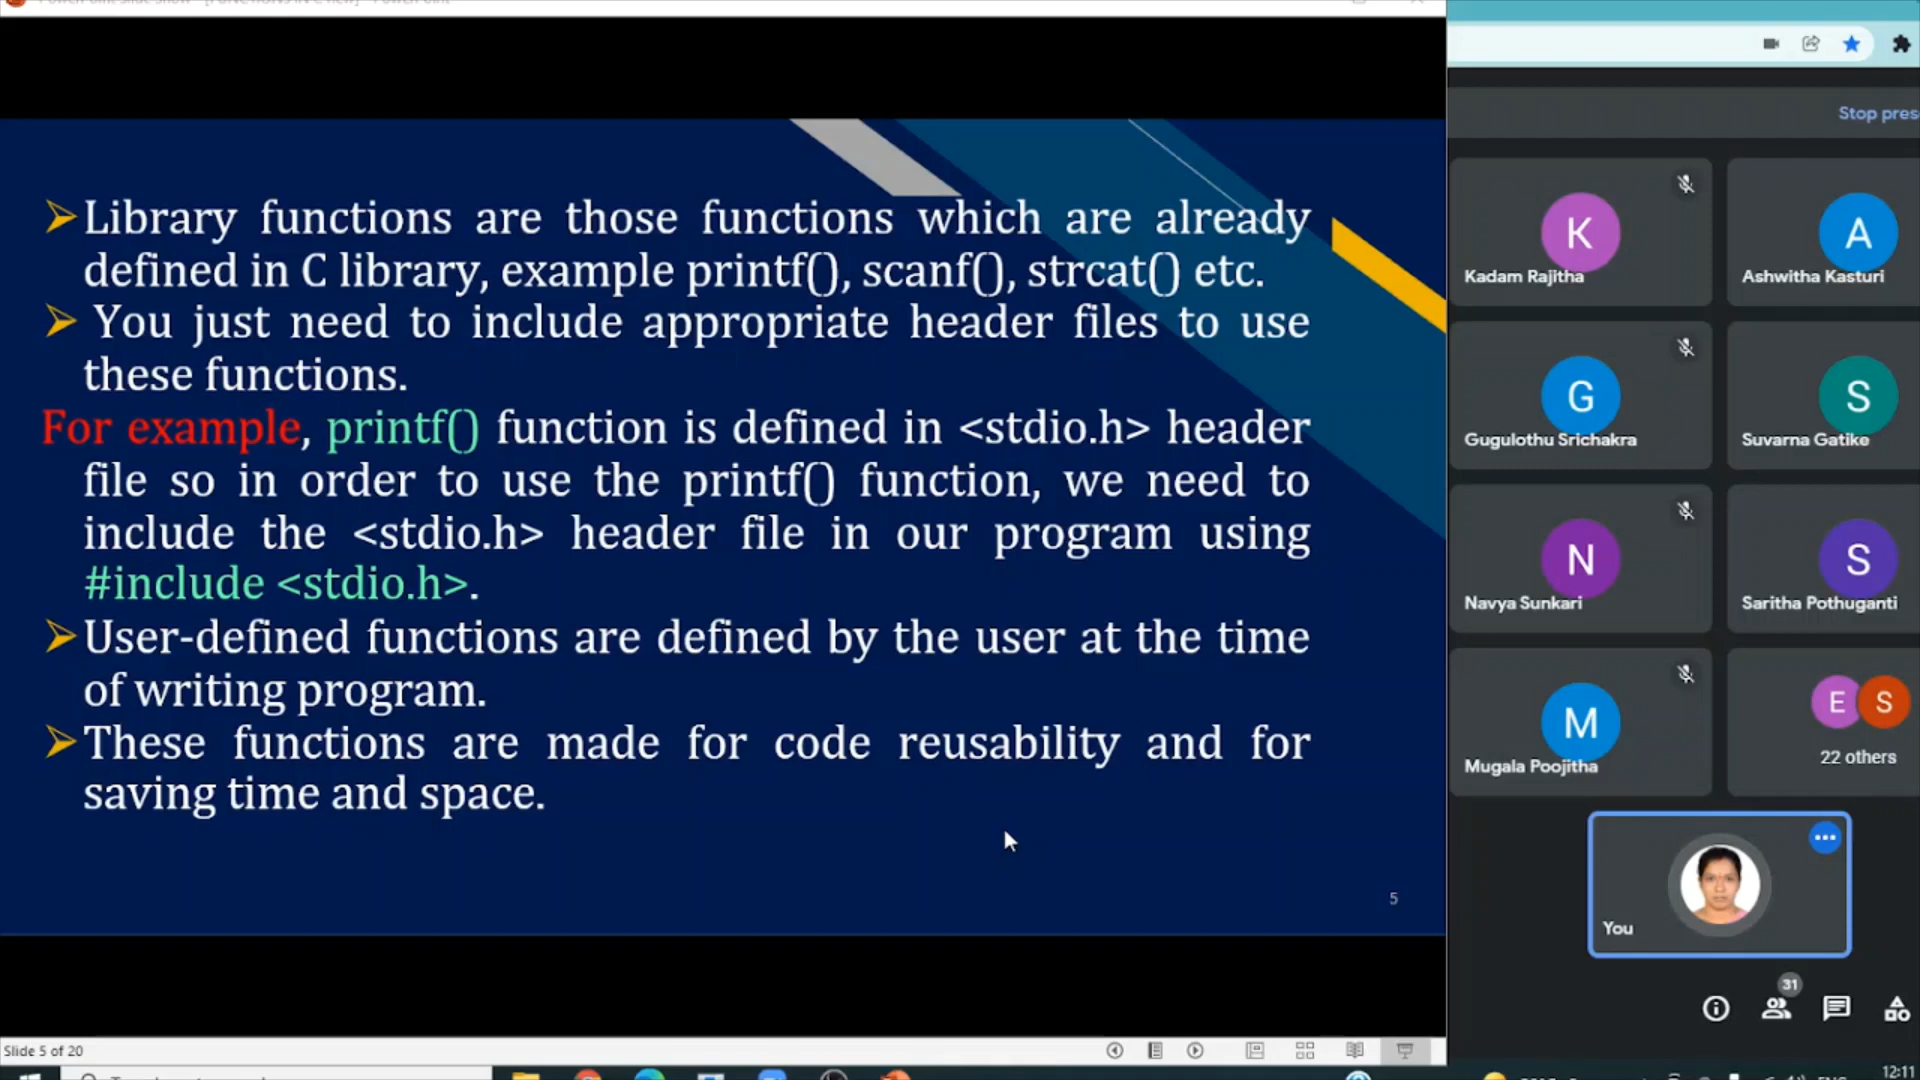 Library functions are those functions which are already
defined in C library, example printf(), scanf(), strcat() etc.
You just need to include appropriate header files to use
these functions.
For example, printf() function is defined in <stdio.h> header
file so in order to use the printf() function, we need to
include the <stdio.h> header file in our program using
#include <stdio.h>.
User-defined functions are defined by the user at the time
of writing program.
These functions are made for code reusability and for
saving time and space.
5
Slide 5 of 20
Stop pres
K
Kadam Rajitha
A
Ashwitha Kasturi
G
Gugulothu Srichakra
S
Suvarna Gatike
N
Navya Sunkari
S
Saritha Pothuganti
M
Mugala Poojitha
E S
22 others
You
31
12:11